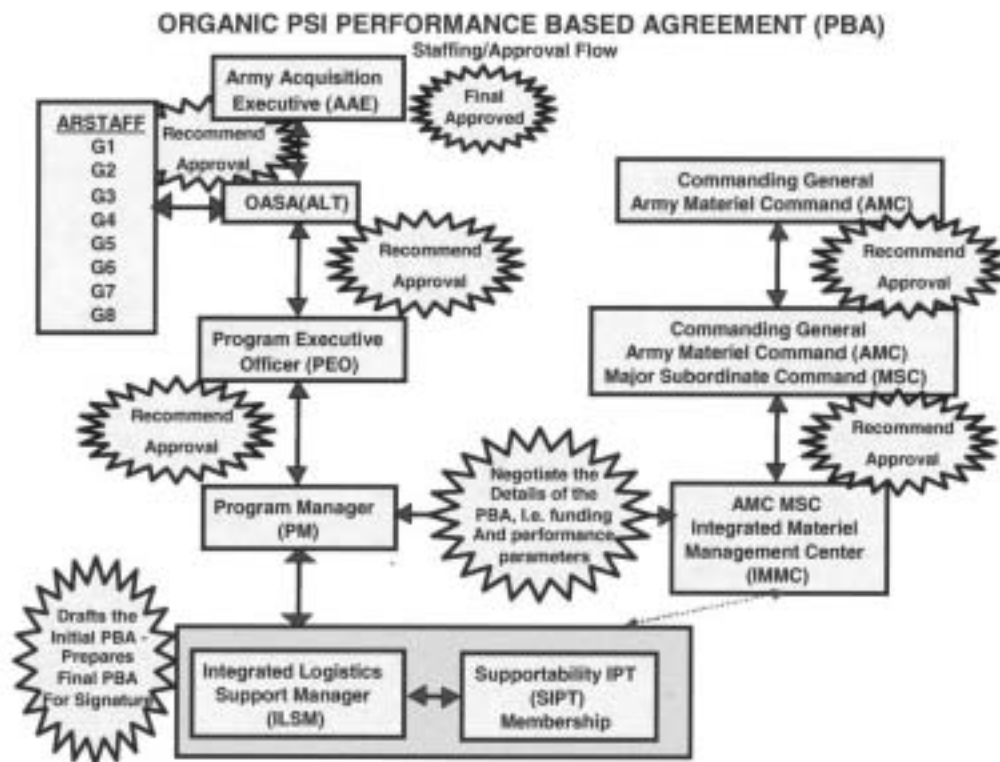 ORGANIC PSI PERFORMANCE BASED AGREEMENT (PBA)
Staffing/Approval Flow
Army Acquisition
Executive (AAE)
Final
Approved
ARSTAFF
G1
G2
G3
G4
G5
G6
G7
G8
Recommend
Approval
OASA(ALT)
Recommend
Approval
Commanding General
Army Materiel Command (AMC)
Recommend
Approval
Program Executive
Officer (PEO)
Commanding General
Army Materiel Command (AMC)
Major Subordinate Command (MSC)
Recommend
Approval
Recommend
Approval
Program Manager
(PM)
Negotiate the
Details of the
PBA, I.e. funding
And performance
parameters
AMC MSC
Integrated Materiel
Management Center
(IMMC)
Drafts the
Initial PBA -
Prepares
Final PBA
For Signature
Integrated Logistics
Support Manager
(ILSM)
Supportability IPT
(SIPT)
Membership